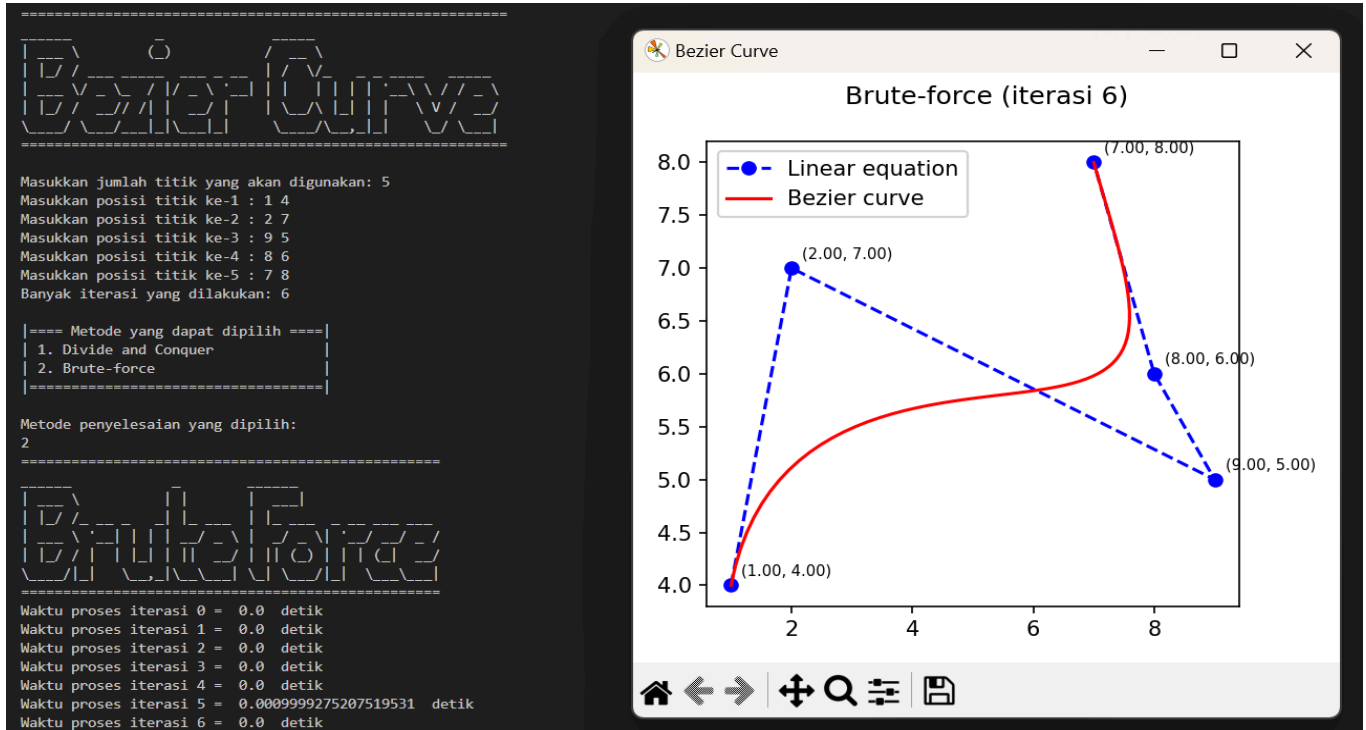 Bezier Curve
Masukkan jumlah titik yang akan digunakan: 5
Masukkan posisi titik ke-1 : 1 4
Masukkan posisi titik ke-2 : 2 7
Masukkan posisi titik ke-3 : 9 5
Masukkan posisi titik ke-4 : 8 6
Masukkan posisi titik ke-5 : 7 8
Banyak iterasi yang dilakukan: 6
|==== Metode yang dapat dipilih ====|
| 1. Divide and Conquer |
| 2. Brute-force |
|===================================|
Metode penyelesaian yang dipilih:
2
Brute Force
Waktu proses iterasi 0 =  0.0  detik
Waktu proses iterasi 1 =  0.0  detik
Waktu proses iterasi 2 =  0.0  detik
Waktu proses iterasi 3 =  0.0  detik
Waktu proses iterasi 4 =  0.0  detik
Waktu proses iterasi 5 =  0.0009999275207519531  detik
Waktu proses iterasi 6 =  0.0  detik
Bezier Curve
Brute-force (iterasi 6)
Linear equation
Bezier curve
(7.00, 8.00)
(2.00, 7.00)
(8.00, 6.00)
(9.00, 5.00)
(1.00, 4.00)
8.0
7.5
7.0
6.5
6.0
5.5
5.0
4.5
4.0
2 4 6 8